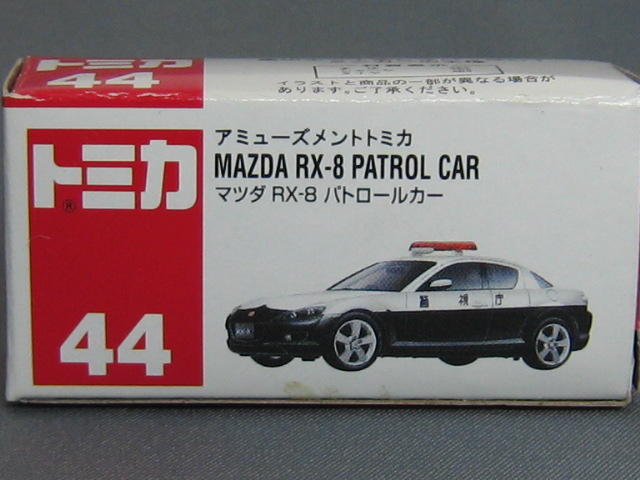 トミカ
44
イラストと商品の一部が異なる場合が
あります。ご了承ください。
トミカ®
アミューズメントトミカ
MAZDA RX-8 PATROL CAR
マツダ RX-8 パトロールカー
警視庁
RX-8
44